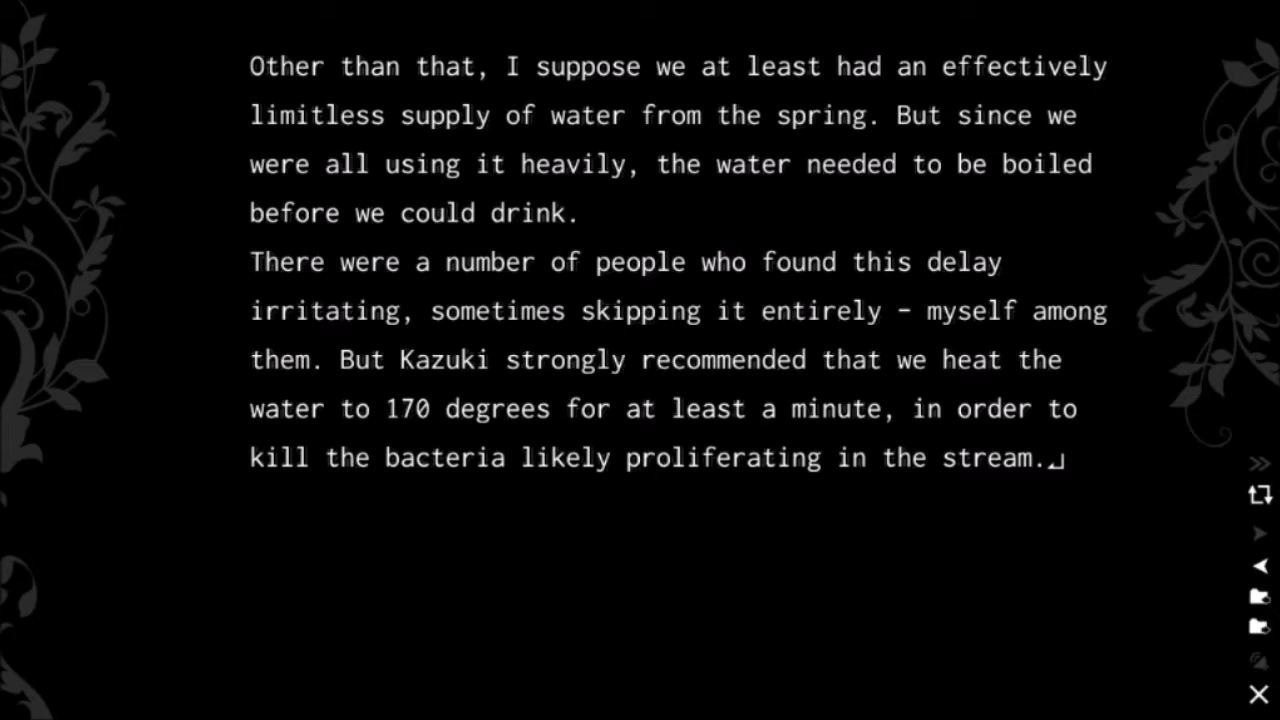 Other than that, I suppose we at least had an effectively
limitless supply of water from the spring. But since we
were all using it heavily, the water needed to be boiled
before we could drink.
There were a number of people who found this delay
irritating, sometimes skipping it entirely – myself among
them. But Kazuki strongly recommended that we heat the
water to 170 degrees for at least a minute, in order to
kill the bacteria likely proliferating in the stream.